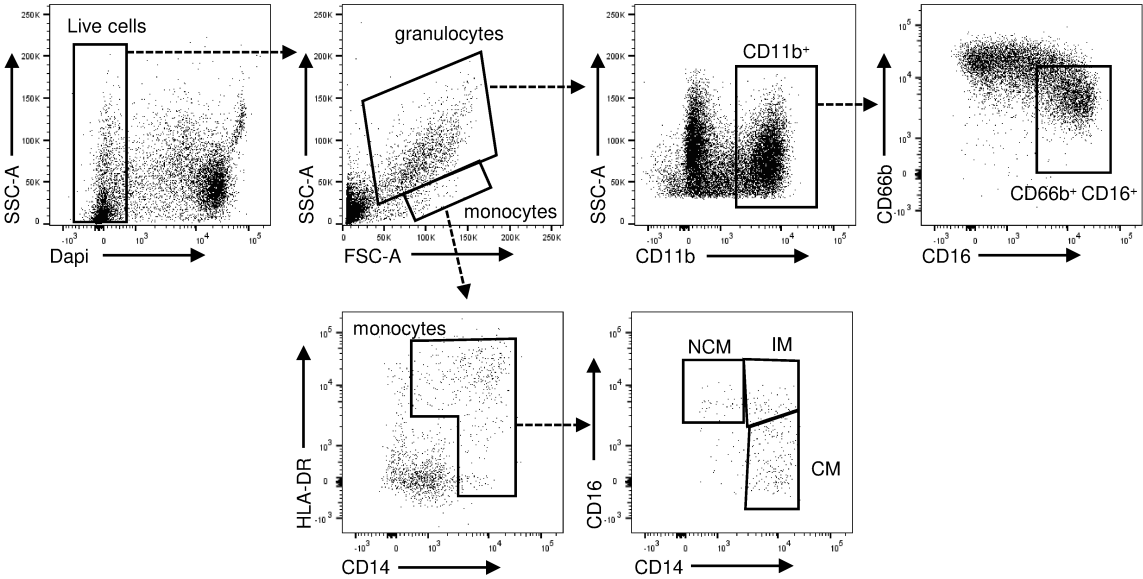 Live cells
SSC-A
250K
200K
150K
100K
50K
0
-10³ 0 10³ 10⁴ 10⁵
Dapi
granulocytes
monocytes
SSC-A
250K
200K
150K
100K
50K
0
0 50K 100K 150K 200K 250K
FSC-A
CD11b⁺
SSC-A
250K
200K
150K
100K
50K
0
-10³ 0 10³ 10⁴ 10⁵
CD11b
CD66b⁺ CD16⁺
CD66b
10⁵
10⁴
10³
0
-10³
-10³ 0 10³ 10⁴ 10⁵
CD16
monocytes
HLA-DR
10⁵
10⁴
10³
0
-10³
-10³ 0 10³ 10⁴ 10⁵
CD14
NCM IM
CM
CD16
10⁵
10⁴
10³
0
-10³
-10³ 0 10³ 10⁴ 10⁵
CD14